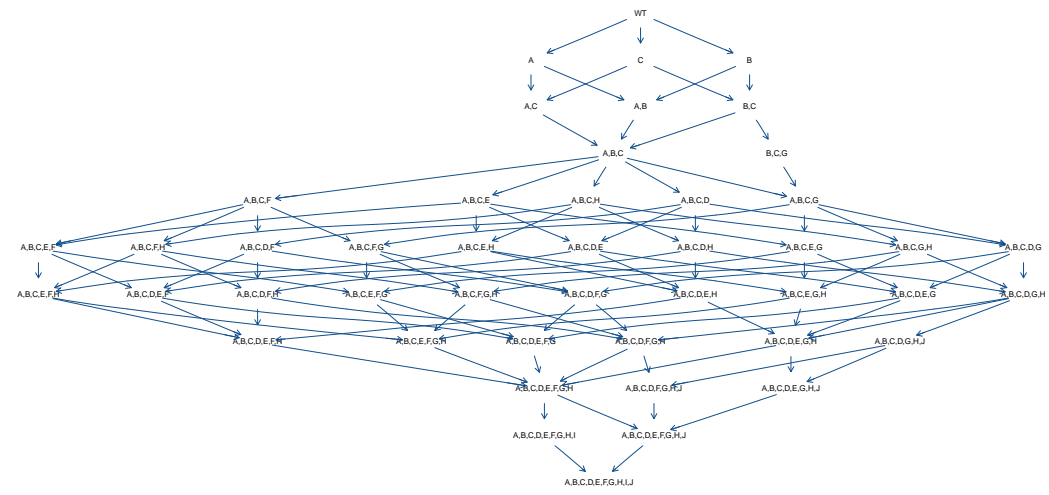 WT
A
C
B
A,C
A,B
B,C
A,B,C
B,C,G
A,B,C,F
A,B,C,E
A,B,C,H
A,B,C,D
A,B,C,G
A,B,C,E,F
A,B,C,F,H
A,B,C,D,F
A,B,C,F,G
A,B,C,E,H
A,B,C,D,E
A,B,C,D,H
A,B,C,E,G
A,B,C,G,H
A,B,C,D,G
A,B,C,E,F,H
A,B,C,D,E,F
A,B,C,D,F,H
A,B,C,E,F,G
A,B,C,F,G,H
A,B,C,D,F,G
A,B,C,D,E,H
A,B,C,E,G,H
A,B,C,D,E,G
A,B,C,D,G,H
A,B,C,D,E,F,H
A,B,C,E,F,G,H
A,B,C,D,E,F,G
A,B,C,D,F,G,H
A,B,C,D,E,G,H
A,B,C,D,G,H,J
A,B,C,D,E,F,G,H
A,B,C,D,F,G,H,J
A,B,C,D,E,G,H,J
A,B,C,D,E,F,G,H,I
A,B,C,D,E,F,G,H,J
A,B,C,D,E,F,G,H,I,J